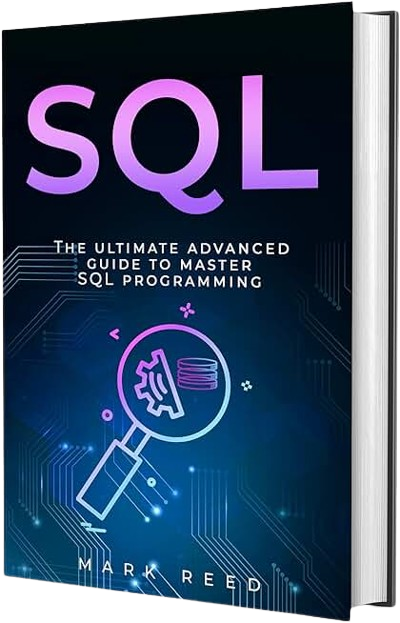 SQL
THE ULTIMATE ADVANCED
GUIDE TO MASTER
SQL PROGRAMMING
MARK REED